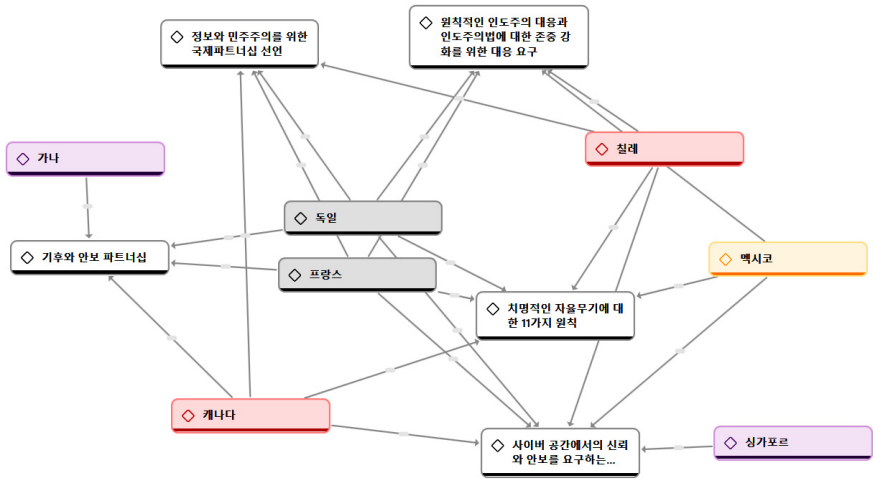 정보와 민주주의를 위한
국제파트너십 선언
원칙적인 인도주의 대응과
인도주의법에 대한 존중 강
화를 위한 대응 요구
가나
칠레
독일
기후와 안보 파트너십
프랑스
멕시코
치명적인 자율무기에 대
한 11가지 원칙
캐나다
사이버 공간에서의 신뢰
와 안보를 요구하는...
싱가포르